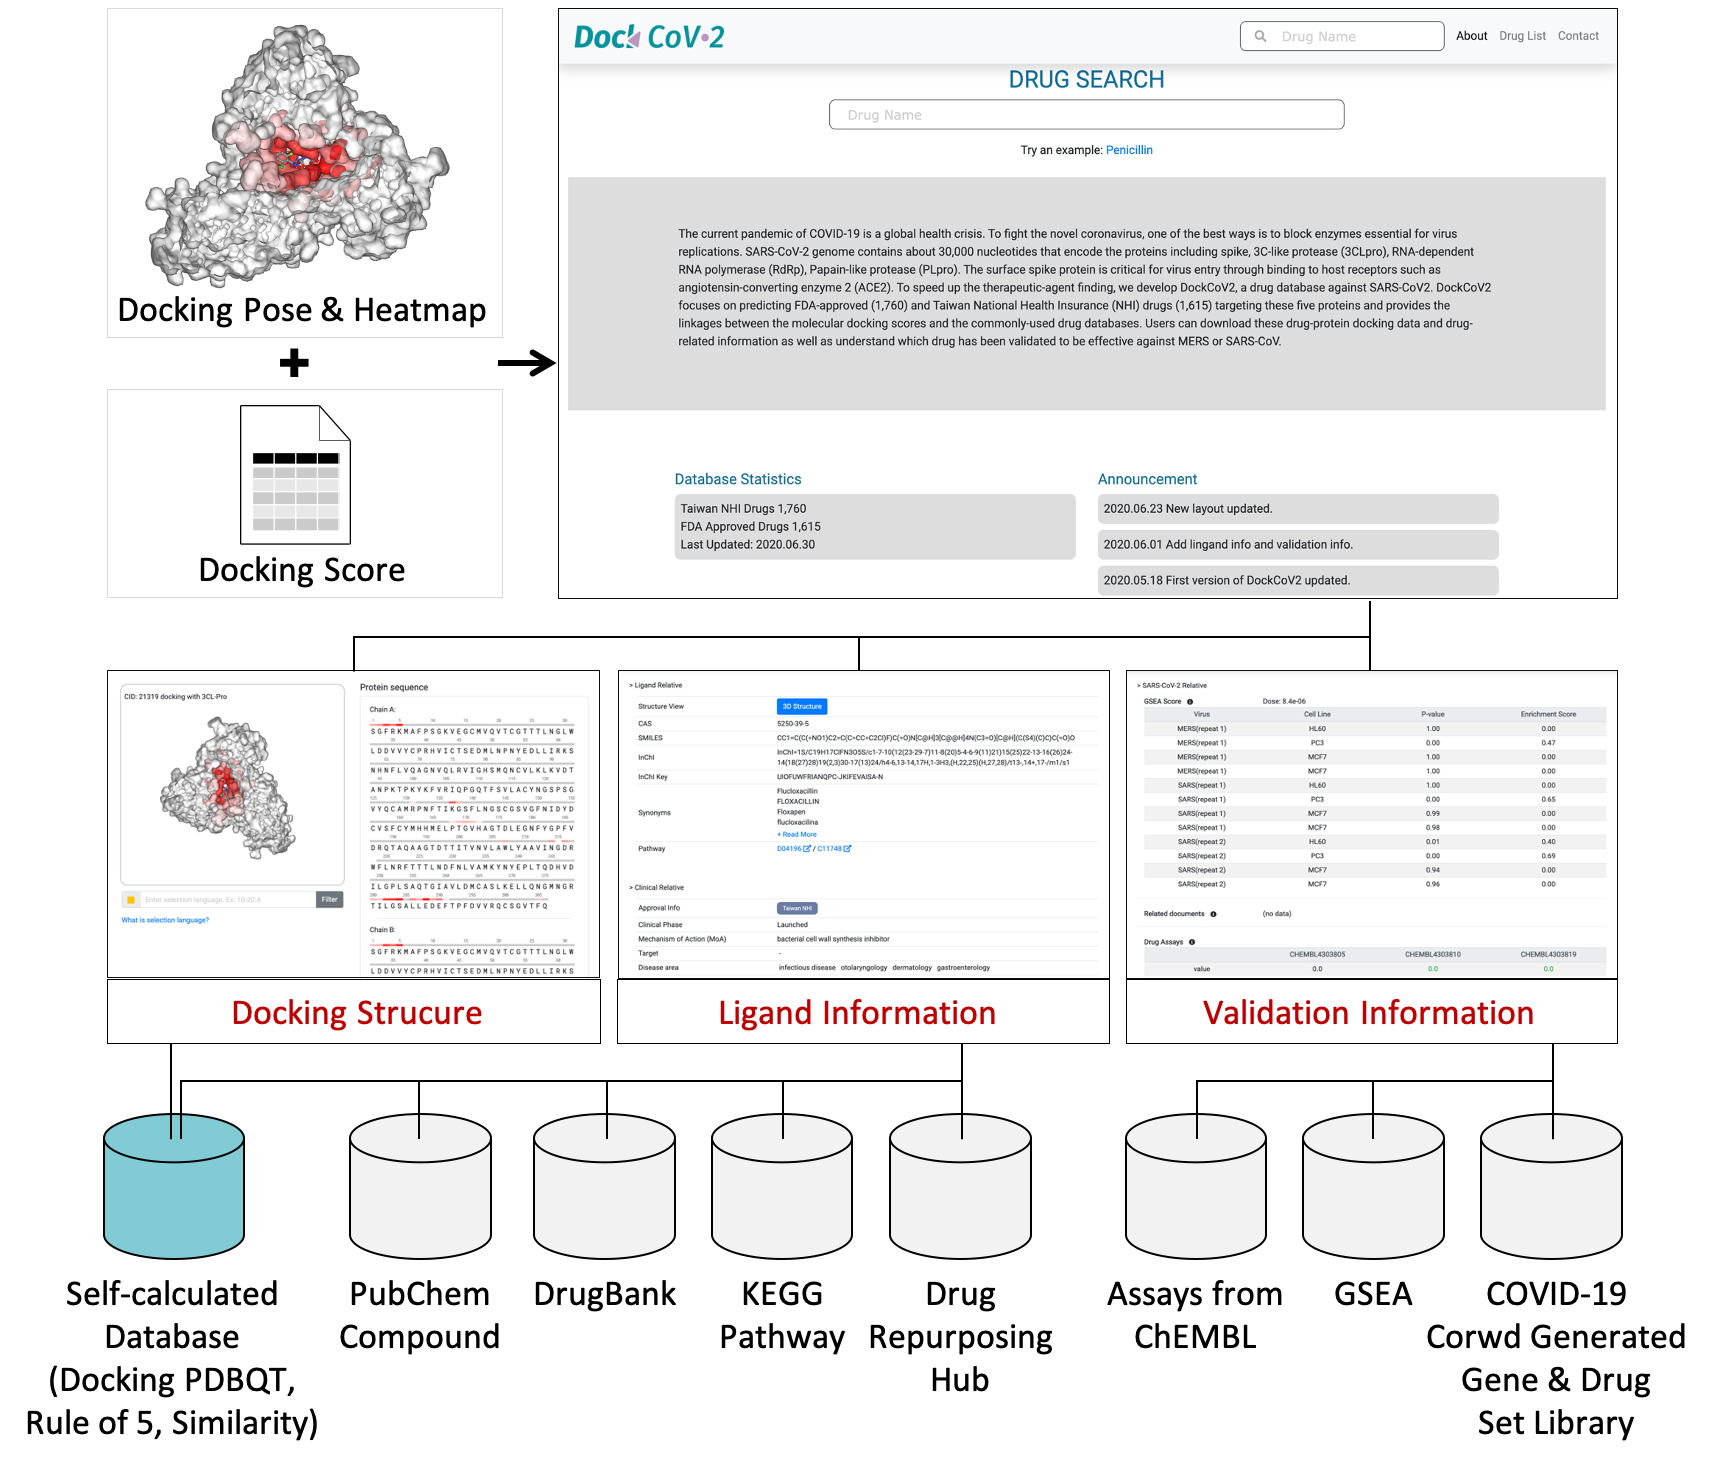 Docking Pose & Heatmap
Docking Score
Dock CoV•2
Drug Name
About
Drug List
Contact
DRUG SEARCH
Drug Name
Try an example: Penicillin
The current pandemic of COVID-19 is a global health crisis. To fight the novel coronavirus, one of the best ways is to block enzymes essential for virus
replications. SARS-CoV-2 genome contains about 30,000 nucleotides that encode the proteins including spike, 3C-like protease (3CLpro), RNA-dependent
RNA polymerase (RdRp), Papain-like protease (PLpro). The surface spike protein is critical for virus entry through binding to host receptors such as
angiotensin-converting enzyme 2 (ACE2). To speed up the therapeutic-agent finding, we develop DockCoV2, a drug database against SARS-CoV2. DockCoV2
focuses on predicting FDA-approved (1,760) and Taiwan National Health Insurance (NHI) drugs (1,615) targeting these five proteins and provides the
linkages between the molecular docking scores and the commonly-used drug databases. Users can download these drug-protein docking data and drug-
related information as well as understand which drug has been validated to be effective against MERS or SARS-CoV.
Database Statistics
Taiwan NHI Drugs 1,760
FDA Approved Drugs 1,615
Last Updated: 2020.06.30
Announcement
2020.06.23 New layout updated.
2020.06.01 Add lingand info and validation info.
2020.05.18 First version of DockCoV2 updated.
CID: 21319 docking with 3CL-Pro
Enter selection language. Ex: 10-20:A
Filter
What is selection language?
Protein sequence
Chain A:
SGFRKMAFPSGKVEGCMVQVTCGTTTLNGLW
LDDVVYCPRHVICTSEDMLNPNYEDLLIRKS
NHNFLVQAGNVQLRVIGHSMQNCVLKLKVDT
ANPKTPKYKFVRIQPGQTFSVLACYNGSPSG
VYQCAMRPNFTIKGSFLNGSCGSVGFNIDYD
CVSFCYMHHMELPTGVHAGTDLEGNFYGPFV
DRQTAQAAGTDTTITVNVLAWLYAAVINGDR
WFLNRFTTTLNDFNLVAMKYNYEPLTQDHVD
ILGPLSAQTGIAVLDMCASLKELLQNGMNGR
TILGSALLEDEFTPFDVVRQCSGVTFQ
Chain B:
SGFRKMAFPSGKVEGCMVQVTCGTTTLNGLW
LDDVVYCPRHVICTSEDMLNPNYEDLLIRKS
> Ligand Relative
Structure View 3D Structure
CAS 5250-39-5
SMILES CC1=C(C(=NO1)C2=C(C=CC=C2Cl)F)C(=O)N[C@H]3[C@@H]4N(C3=O)[C@H](C(S4)(C)C)C(=O)O
InChI InChI=1S/C19H17ClFN3O5S/c1-7-10(12(23-29-7)11-8(20)5-4-6-9(11)21)15(25)22-13-16(26)24-
14(18(27)28)19(2,3)30-17(13)24/h4-6,13-14,17H,1-3H3,(H,22,25)(H,27,28)/t13-,14+,17-/m1/s1
InChI Key UIOFUWFRIANQPC-JKIFEVAISA-N
Synonyms Flucloxacillin
FLOXACILLIN
Floxapen
flucloxacilina
+ Read More
Pathway D04196 / C11748
> Clinical Relative
Approval Info Taiwan NHI
Clinical Phase Launched
Mechanism of Action (MoA) bacterial cell wall synthesis inhibitor
Target -
Disease area infectious disease otolaryngology dermatology gastroenterology
> SARS-CoV-2 Relative
GSEA Score Dose: 8.4e-06
Virus Cell Line P-value Enrichment Score
MERS(repeat 1) HL60 1.00 0.00
MERS(repeat 1) PC3 0.00 0.47
MERS(repeat 1) MCF7 1.00 0.00
MERS(repeat 1) MCF7 1.00 0.00
SARS(repeat 1) HL60 1.00 0.00
SARS(repeat 1) PC3 0.00 0.65
SARS(repeat 1) MCF7 0.99 0.00
SARS(repeat 1) MCF7 0.98 0.00
SARS(repeat 2) HL60 0.01 0.40
SARS(repeat 2) PC3 0.00 0.69
SARS(repeat 2) MCF7 0.94 0.00
SARS(repeat 2) MCF7 0.96 0.00
Related documents (no data)
Drug Assays
CHEMBL4303805 CHEMBL4303810 CHEMBL4303819
value 0.0 0.0 0.0
Docking Strucure
Ligand Information
Validation Information
Self-calculated
Database
(Docking PDBQT,
Rule of 5, Similarity)
PubChem
Compound
DrugBank
KEGG
Pathway
Drug
Repurposing
Hub
Assays from
ChEMBL
GSEA
COVID-19
Corwd Generated
Gene & Drug
Set Library